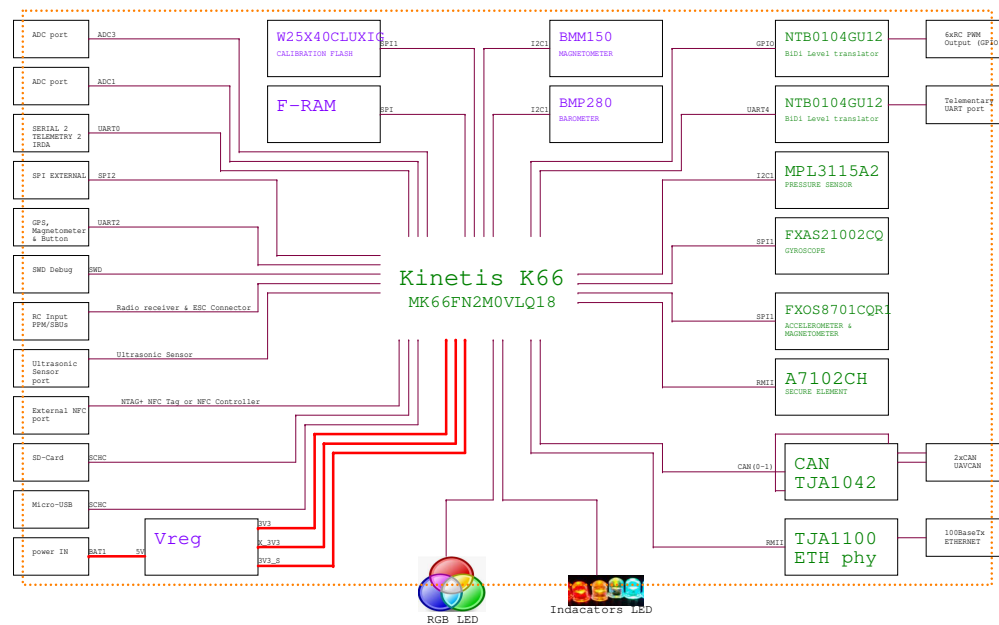 ADC port
ADC3
W25X40CLUXIG
CALIBRATION FLASH
SPI1
I2C1
BMM150
MAGNETOMETER
GPIO
NTB0104GU12
BiDi Level translator
6xRC PWM
Output (GPIO
ADC port
ADC1
F-RAM
SPI
I2C1
BMP280
BAROMETER
UART4
NTB0104GU12
BiDi Level translator
Telementary
UART port
SERIAL 2
TELEMETRY 2
IRDA
UART0
SPI EXTERNAL
SPI2
I2C1
MPL3115A2
PRESSURE SENSOR
GPS,
Magnetometer
& Button
UART2
SPI1
FXAS21002CQ
GYROSCOPE
SWD Debug
SWD
Kinetis K66
MK66FN2M0VLQ18
RC Input
PPM/SBUs
Radio receiver & ESC Connector
SPI1
FXOS8701CQR1
ACCELEROMETER &
MAGNETOMETER
Ultrasonic
Sensor
port
Ultrasonic Sensor
RMII
A7102CH
SECURE ELEMENT
External NFC
port
NTAG+ NFC Tag or NFC Controller
SD-Card
SCHC
CAN(0-1)
CAN
TJA1042
2xCAN
UAVCAN
Micro-USB
SCHC
power IN
BAT1
5V
Vreg
3V3
X_3V3
3V3_S
RMII
TJA1100
ETH phy
100BaseTx
ETHERNET
RGB LED
Indacators LED